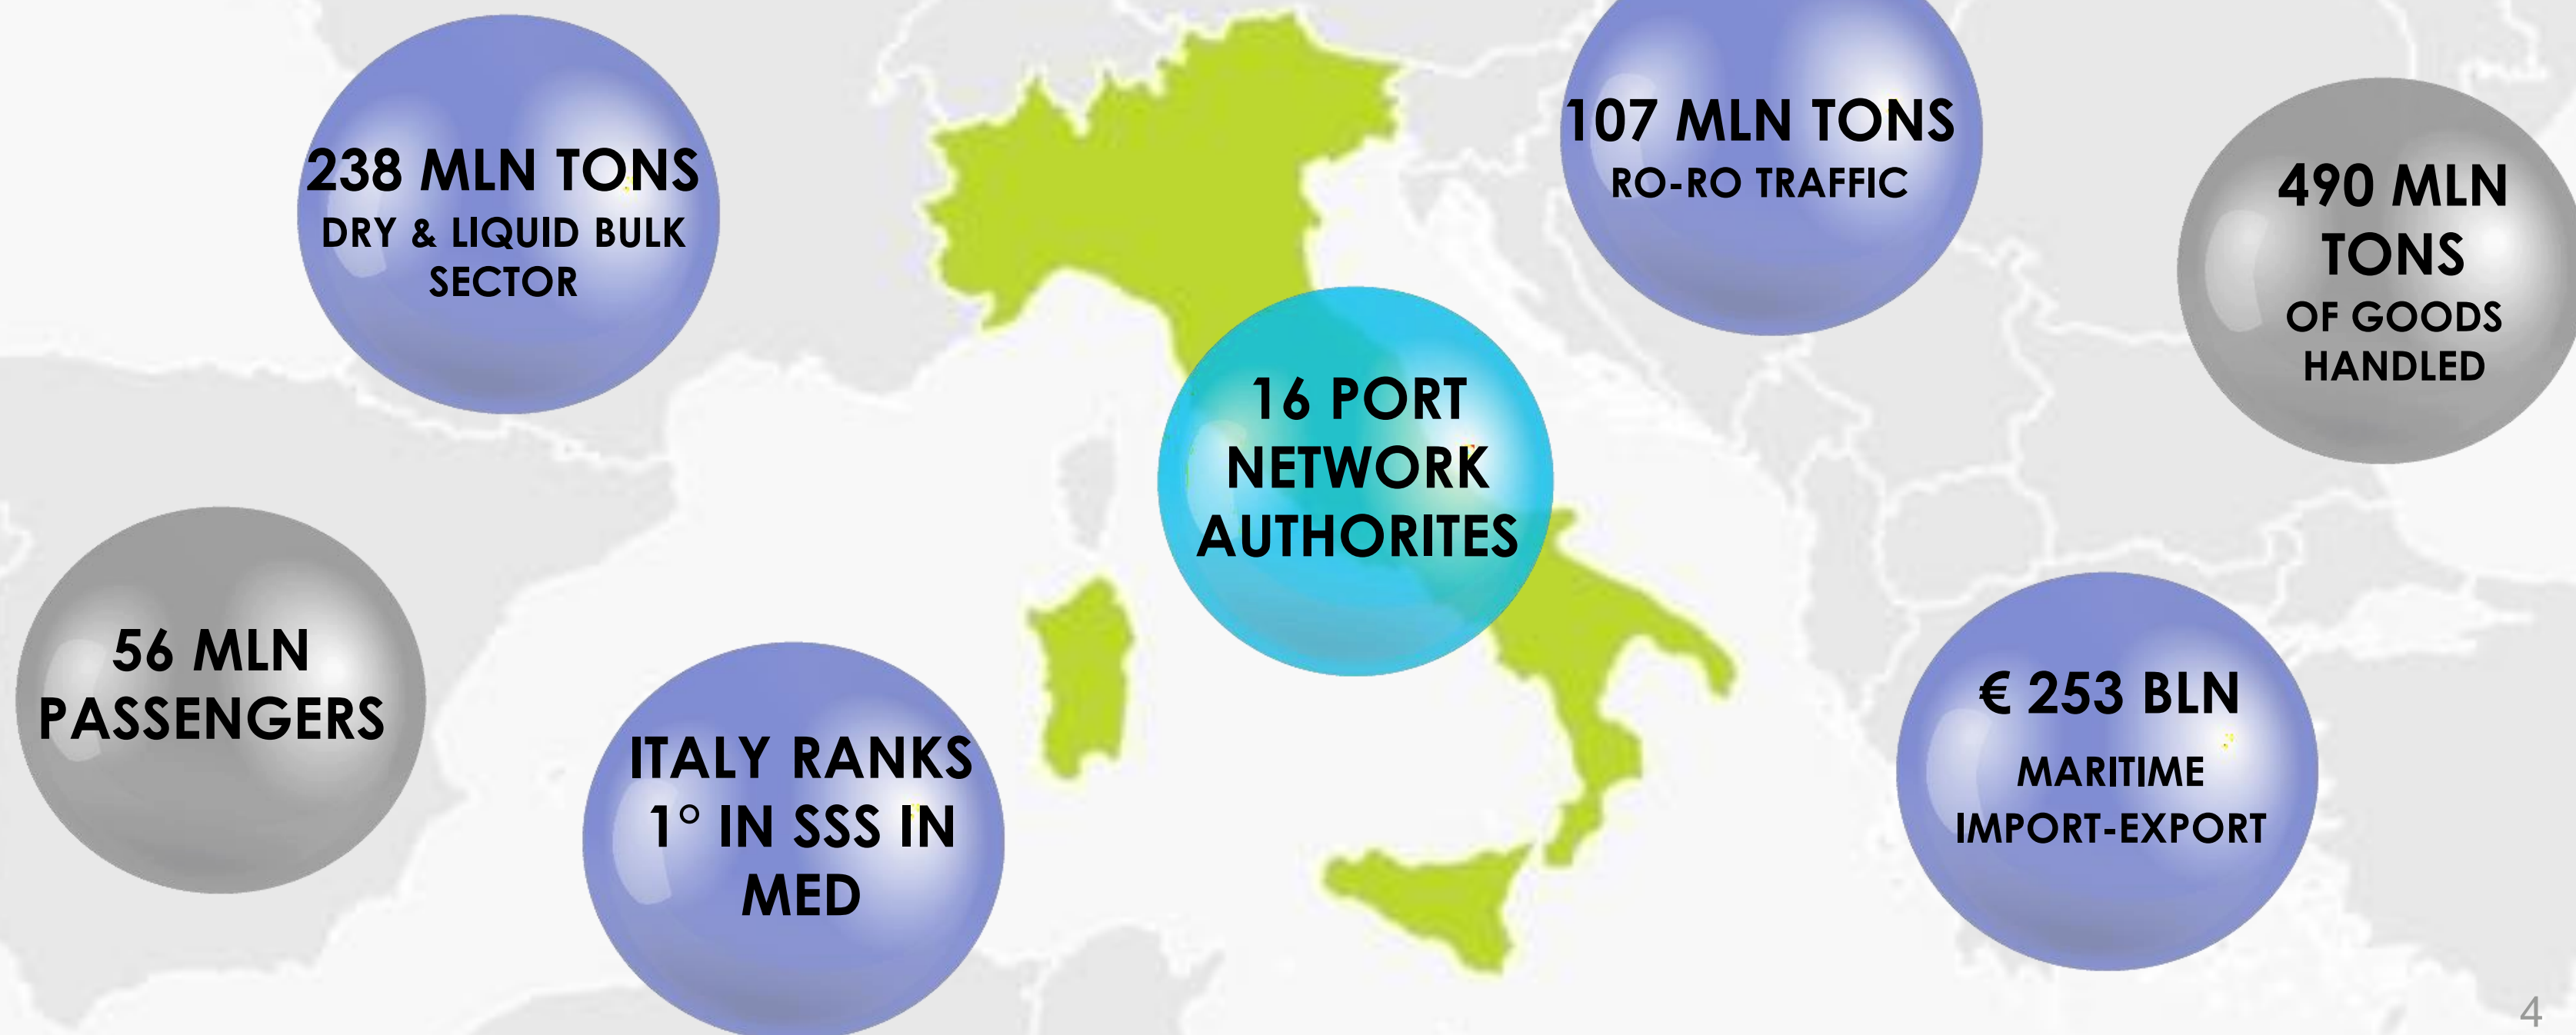 238 MLN TONS
DRY & LIQUID BULK
SECTOR
107 MLN TONS
RO-RO TRAFFIC
490 MLN
TONS
OF GOODS
HANDLED
16 PORT
NETWORK
AUTHORITES
56 MLN
PASSENGERS
ITALY RANKS
1° IN SSS IN
MED
€ 253 BLN
MARITIME
IMPORT-EXPORT
4